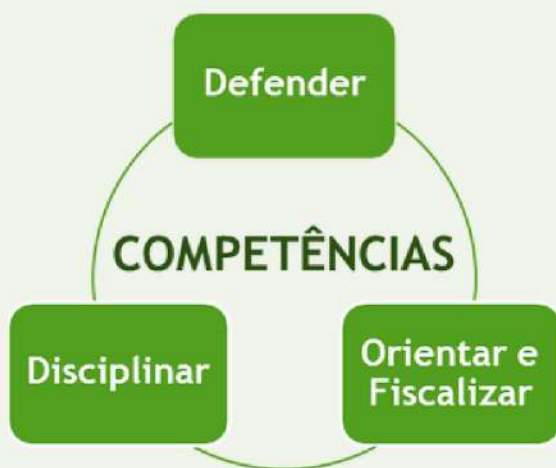 Defender
COMPETÊNCIAS
Disciplinar
Orientar e
Fiscalizar